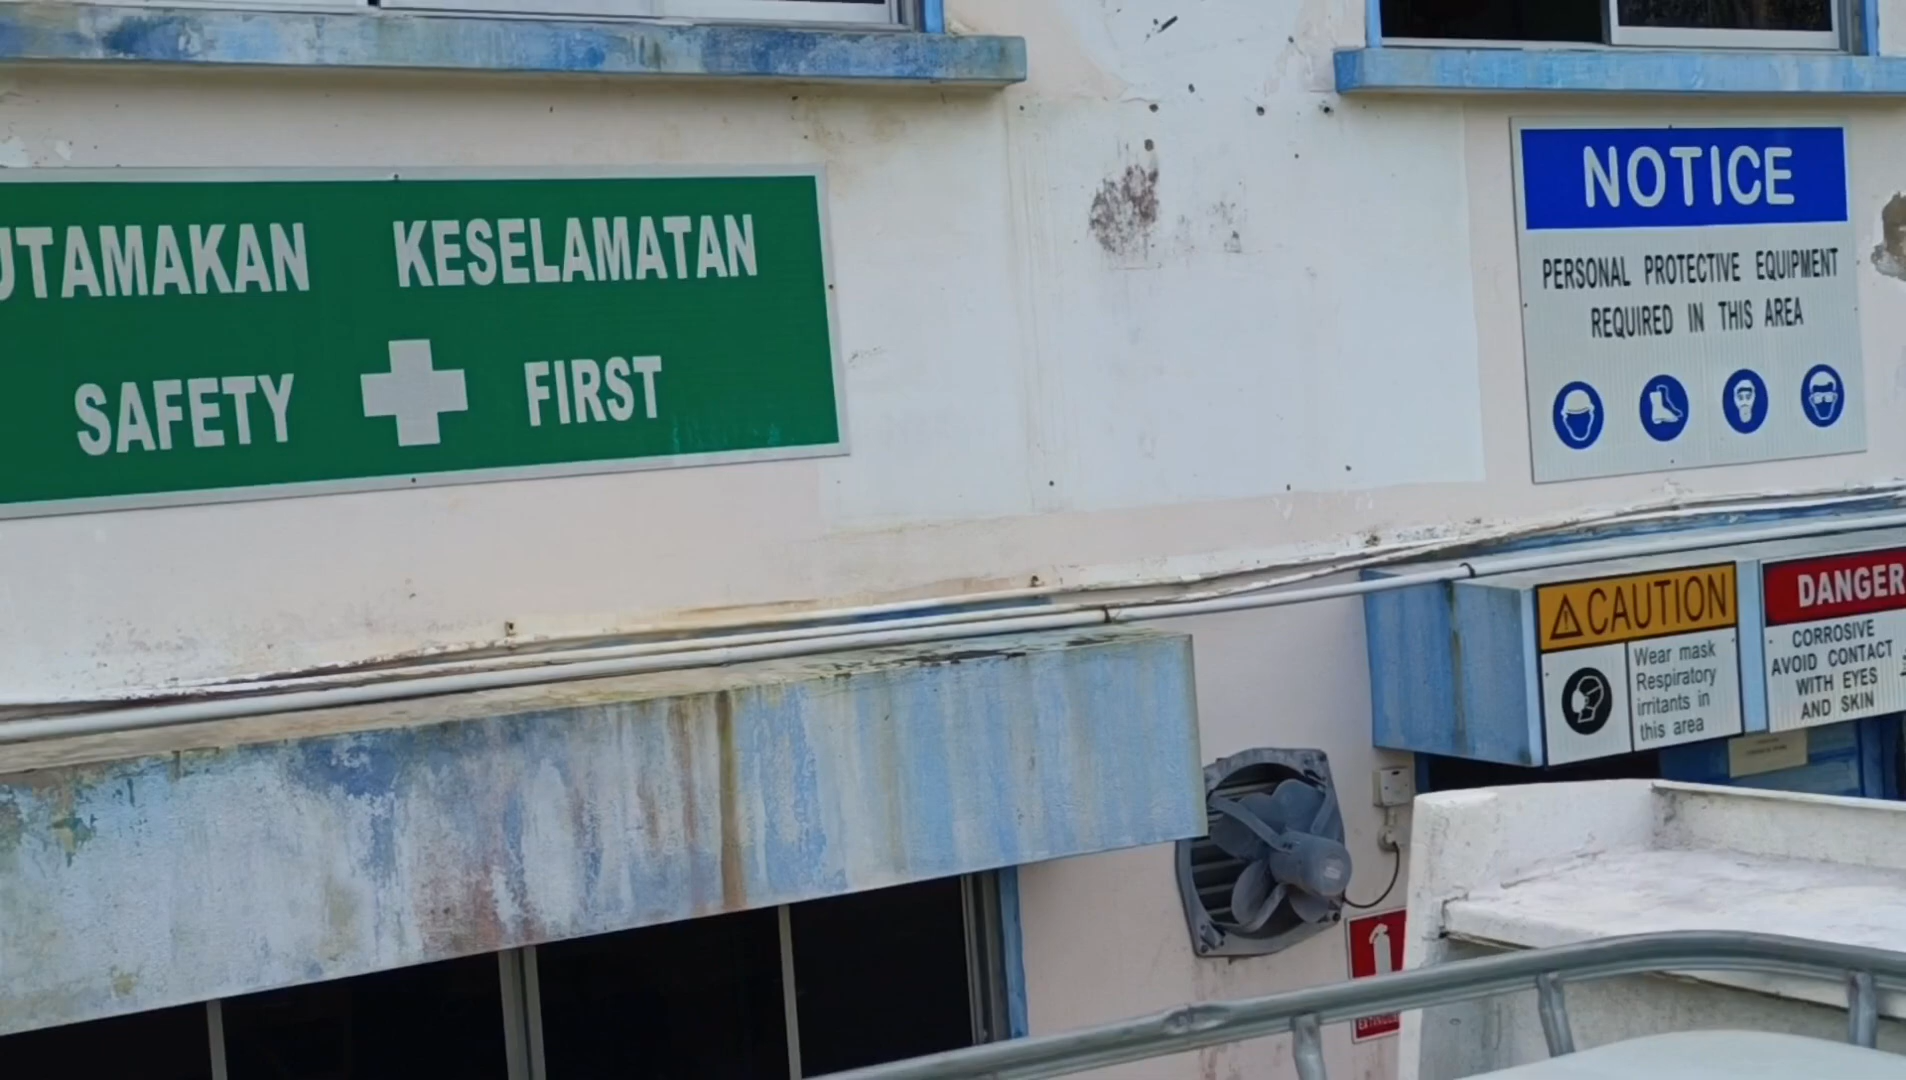 UTAMAKAN KESELAMATAN
SAFETY FIRST
NOTICE
PERSONAL PROTECTIVE EQUIPMENT
REQUIRED IN THIS AREA
CAUTION
Wear mask
Respiratory
irritants in
this area
DANGER
CORROSIVE
AVOID CONTACT
WITH EYES
AND SKIN